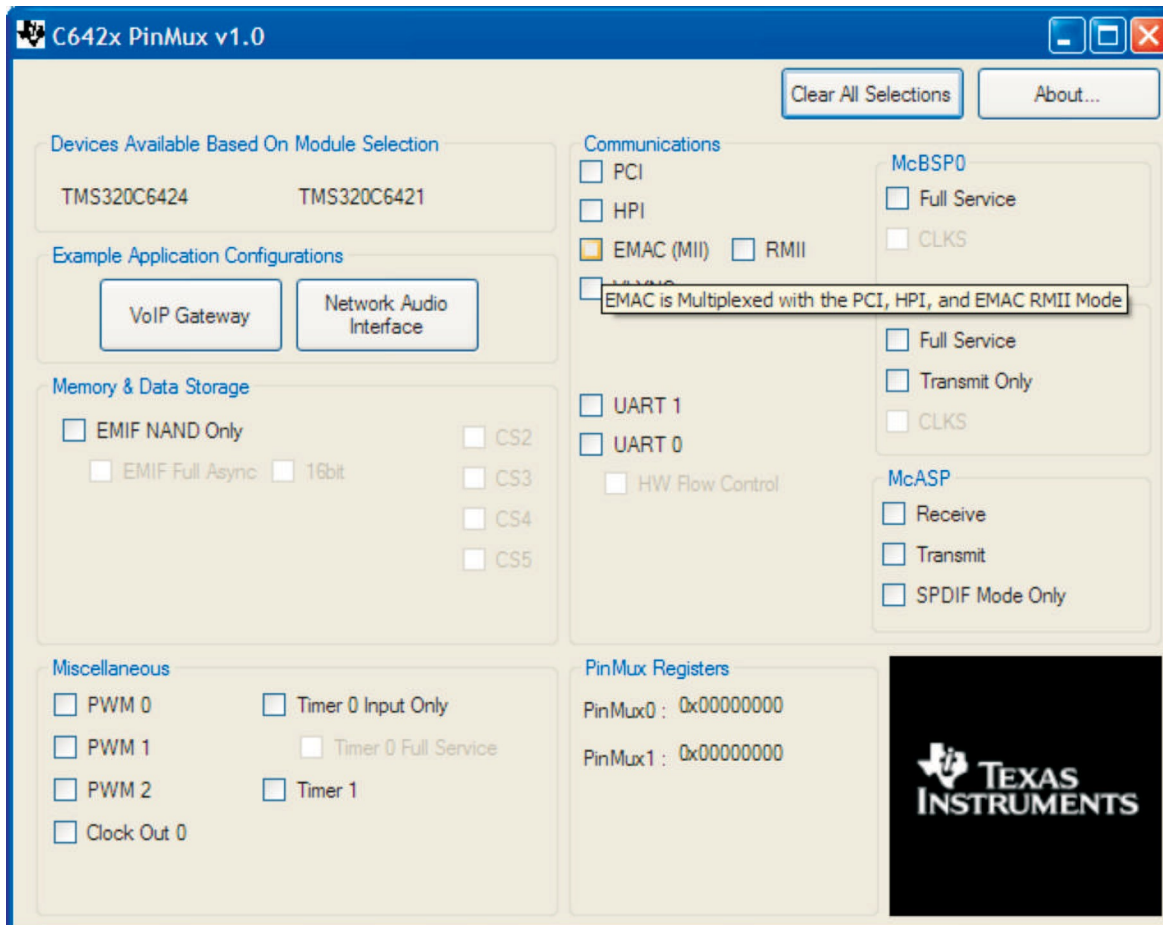 C642x PinMux v1.0
Clear All Selections
About...
Devices Available Based On Module Selection
TMS320C6424 TMS320C6421
Example Application Configurations
VoIP Gateway
Network Audio
Interface
Memory & Data Storage
EMIF NAND Only
EMIF Full Async 16bit
CS2
CS3
CS4
CS5
Communications
PCI
HPI
EMAC (MII) RMII
EMAC is Multiplexed with the PCI, HPI, and EMAC RMII Mode
UART 1
UART 0
HW Flow Control
McBSP0
Full Service
CLKS
Full Service
Transmit Only
CLKS
McASP
Receive
Transmit
SPDIF Mode Only
Miscellaneous
PWM 0
PWM 1
PWM 2
Clock Out 0
Timer 0 Input Only
Timer 0 Full Service
Timer 1
PinMux Registers
PinMux0 : 0x00000000
PinMux1 : 0x00000000
TEXAS
INSTRUMENTS